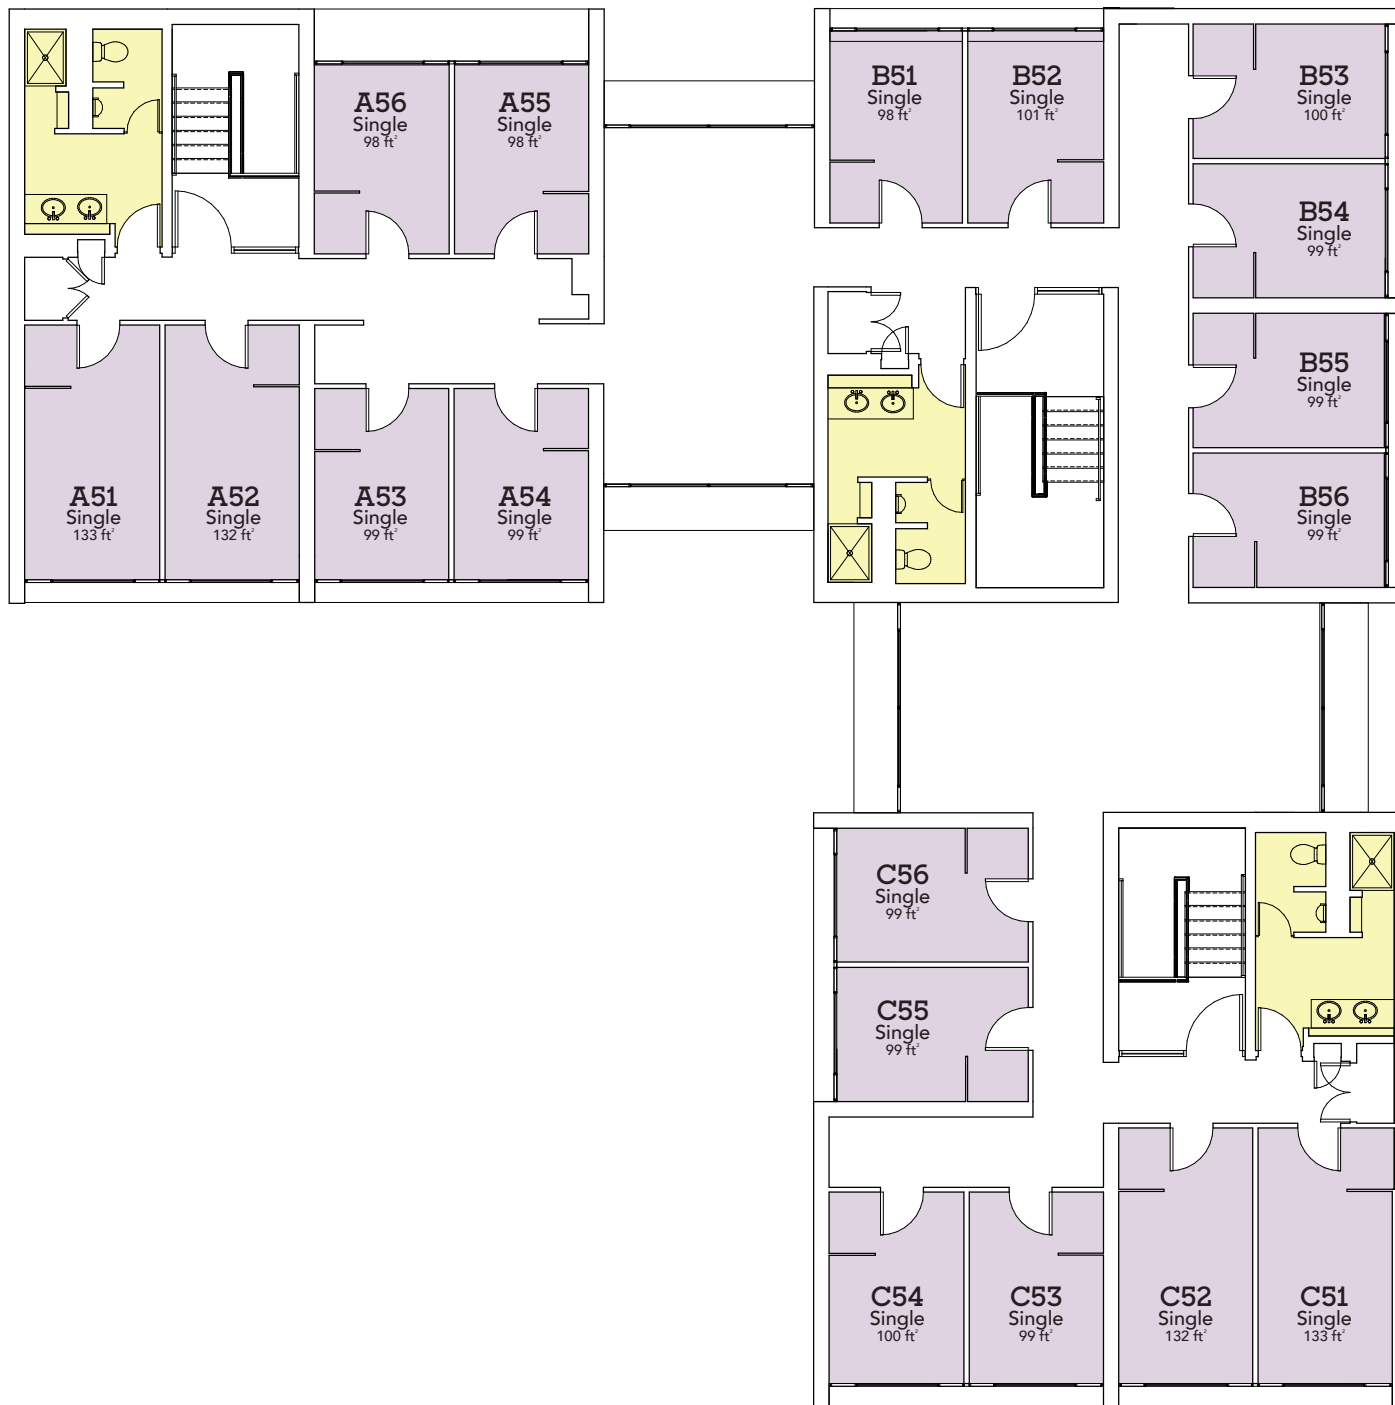 A56
Single
98 ft²
A55
Single
98 ft²
B51
Single
98 ft²
B52
Single
101 ft²
B53
Single
100 ft²
B54
Single
99 ft²
B55
Single
99 ft²
B56
Single
99 ft²
A51
Single
133 ft²
A52
Single
132 ft²
A53
Single
99 ft²
A54
Single
99 ft²
C56
Single
99 ft²
C55
Single
99 ft²
C54
Single
100 ft²
C53
Single
99 ft²
C52
Single
132 ft²
C51
Single
133 ft²